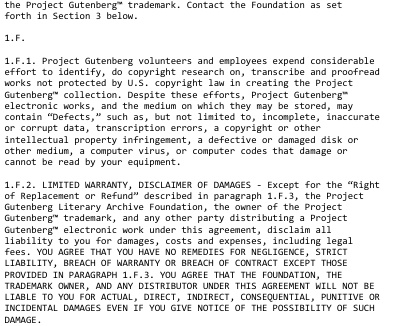 the Project Gutenberg™ trademark. Contact the Foundation as set
forth in Section 3 below.
1.F.
1.F.1. Project Gutenberg volunteers and employees expend considerable
effort to identify, do copyright research on, transcribe and proofread
works not protected by U.S. copyright law in creating the Project
Gutenberg™ collection. Despite these efforts, Project Gutenberg™
electronic works, and the medium on which they may be stored, may
contain “Defects,” such as, but not limited to, incomplete, inaccurate
or corrupt data, transcription errors, a copyright or other
intellectual property infringement, a defective or damaged disk or
other medium, a computer virus, or computer codes that damage or
cannot be read by your equipment.
1.F.2. LIMITED WARRANTY, DISCLAIMER OF DAMAGES - Except for the “Right
of Replacement or Refund” described in paragraph 1.F.3, the Project
Gutenberg Literary Archive Foundation, the owner of the Project
Gutenberg™ trademark, and any other party distributing a Project
Gutenberg™ electronic work under this agreement, disclaim all
liability to you for damages, costs and expenses, including legal
fees. YOU AGREE THAT YOU HAVE NO REMEDIES FOR NEGLIGENCE, STRICT
LIABILITY, BREACH OF WARRANTY OR BREACH OF CONTRACT EXCEPT THOSE
PROVIDED IN PARAGRAPH 1.F.3. YOU AGREE THAT THE FOUNDATION, THE
TRADEMARK OWNER, AND ANY DISTRIBUTOR UNDER THIS AGREEMENT WILL NOT BE
LIABLE TO YOU FOR ACTUAL, DIRECT, INDIRECT, CONSEQUENTIAL, PUNITIVE OR
INCIDENTAL DAMAGES EVEN IF YOU GIVE NOTICE OF THE POSSIBILITY OF SUCH
DAMAGE.